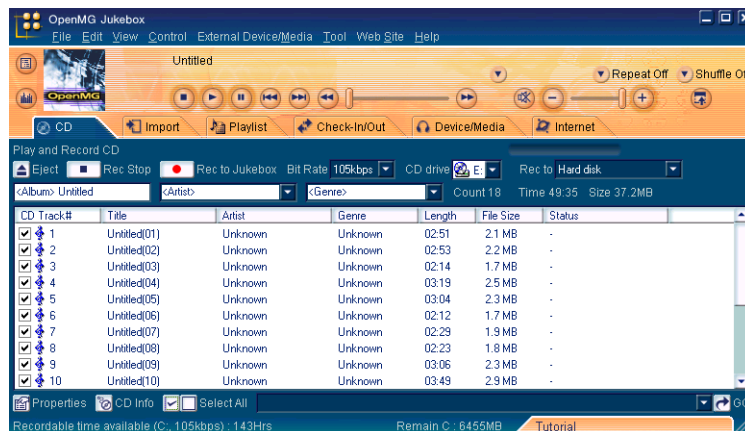 OpenMG Jukebox
File Edit View Control External Device/Media Tool Web Site Help
Untitled
OpenMG
Repeat Off Shuffle Of
CD Import Playlist Check-In/Out Device/Media Internet
Play and Record CD
Eject Rec Stop Rec to Jukebox Bit Rate 105kbps CD drive E: Rec to Hard disk
<Album> Untitled <Artist> <Genre> Count 18 Time 49:35 Size 37.2MB
CD Track# Title Artist Genre Length File Size Status
1 Untitled(01) Unknown Unknown 02:51 2.1 MB -
2 Untitled(02) Unknown Unknown 02:53 2.2 MB -
3 Untitled(03) Unknown Unknown 02:14 1.7 MB -
4 Untitled(04) Unknown Unknown 03:19 2.5 MB -
5 Untitled(05) Unknown Unknown 03:04 2.3 MB -
6 Untitled(06) Unknown Unknown 02:12 1.7 MB -
7 Untitled(07) Unknown Unknown 02:29 1.9 MB -
8 Untitled(08) Unknown Unknown 02:23 1.8 MB -
9 Untitled(09) Unknown Unknown 03:06 2.3 MB -
10 Untitled(10) Unknown Unknown 03:49 2.9 MB -
Properties CD Info Select All GO
Recordable time available (C:, 105kbps) : 143Hrs Remain C : 6455MB Tutorial